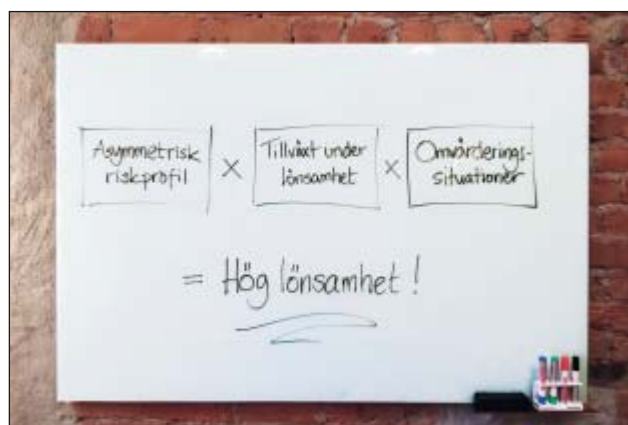 Asymmetrisk
riskprofil
×
Tillväxt under
lönsamhet
×
Omvärderings-
situationer
= Hög lönsamhet !